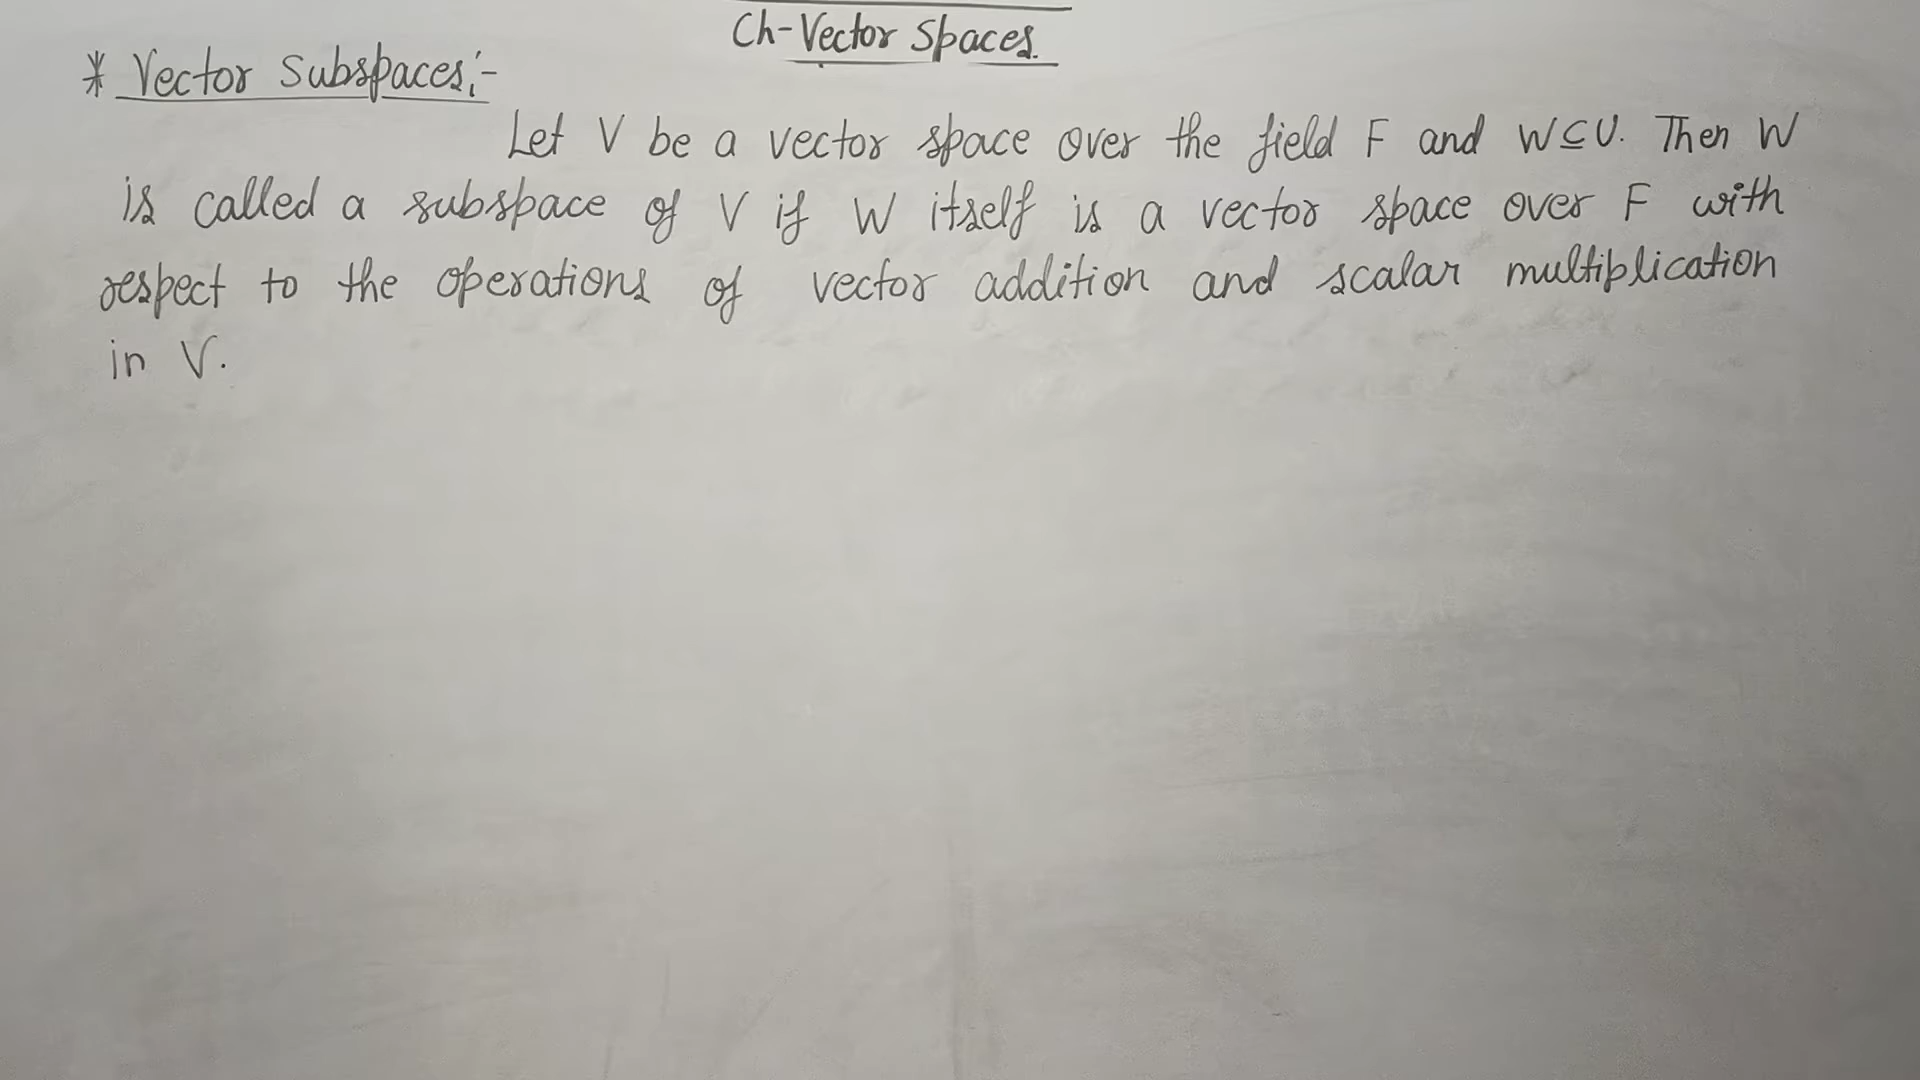 Ch-Vector Spaces.
* Vector Subspaces:-
Let V be a vector space over the field F and W⊆V. Then W
is called a subspace of V if W itself is a vector space over F with
respect to the operations of vector addition and scalar multiplication
in V.